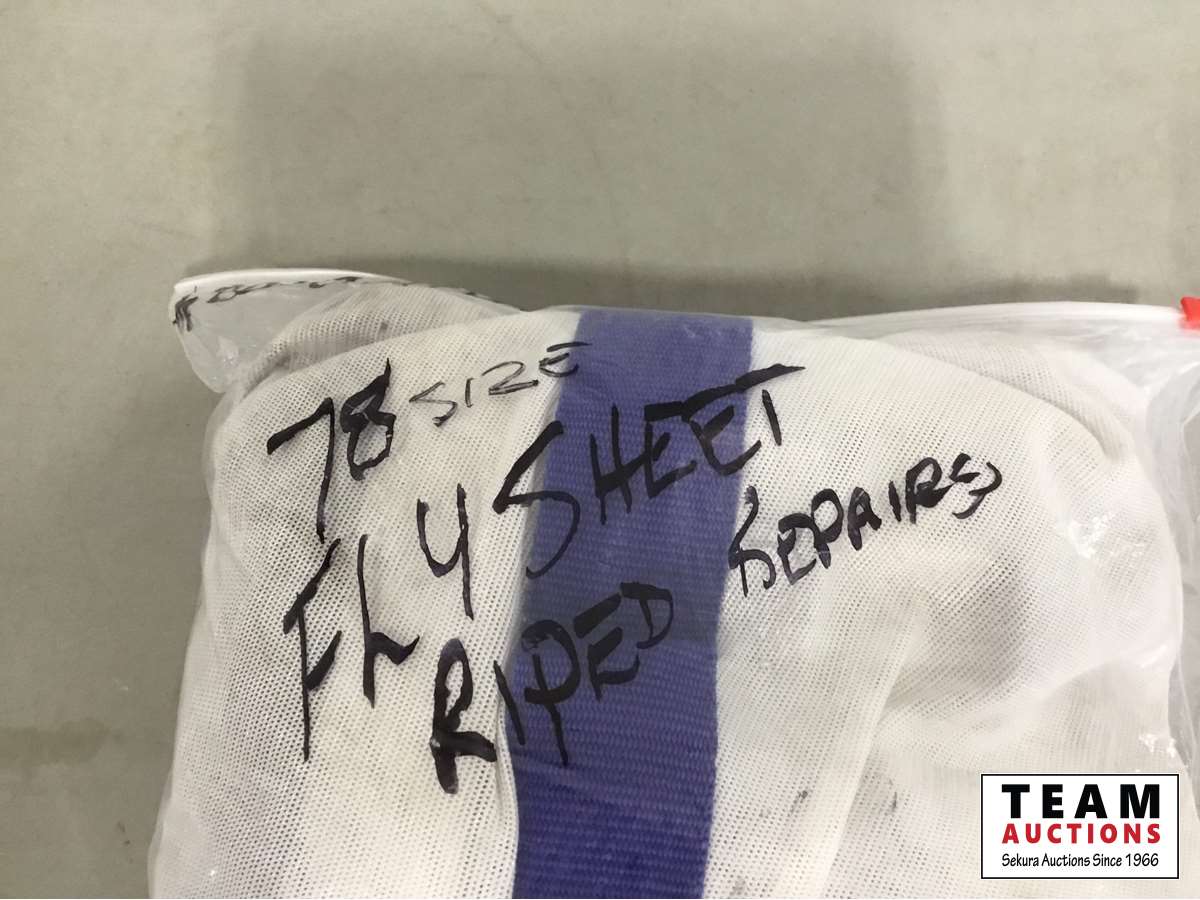 78 SIZE
FLY SHEET
RIPED REPAIRS
TEAM
AUCTIONS
Sekura Auctions Since 1966